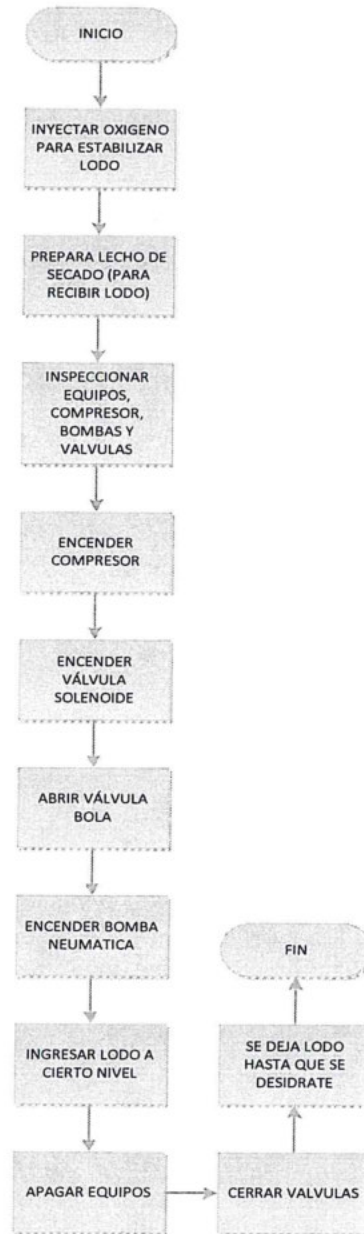 INICIO
INYECTAR OXIGENO
PARA ESTABILIZAR
LODO
PREPARA LECHO DE
SECADO (PARA
RECIBIR LODO)
INSPECCIONAR
EQUIPOS,
COMPRESOR,
BOMBAS Y
VALVULAS
ENCENDER
COMPRESOR
ENCENDER
VÁLVULA
SOLENOIDE
ABRIR VÁLVULA
BOLA
ENCENDER BOMBA
NEUMATICA
INGRESAR LODO A
CIERTO NIVEL
APAGAR EQUIPOS
CERRAR VALVULAS
SE DEJA LODO
HASTA QUE SE
DESIDRATE
FIN